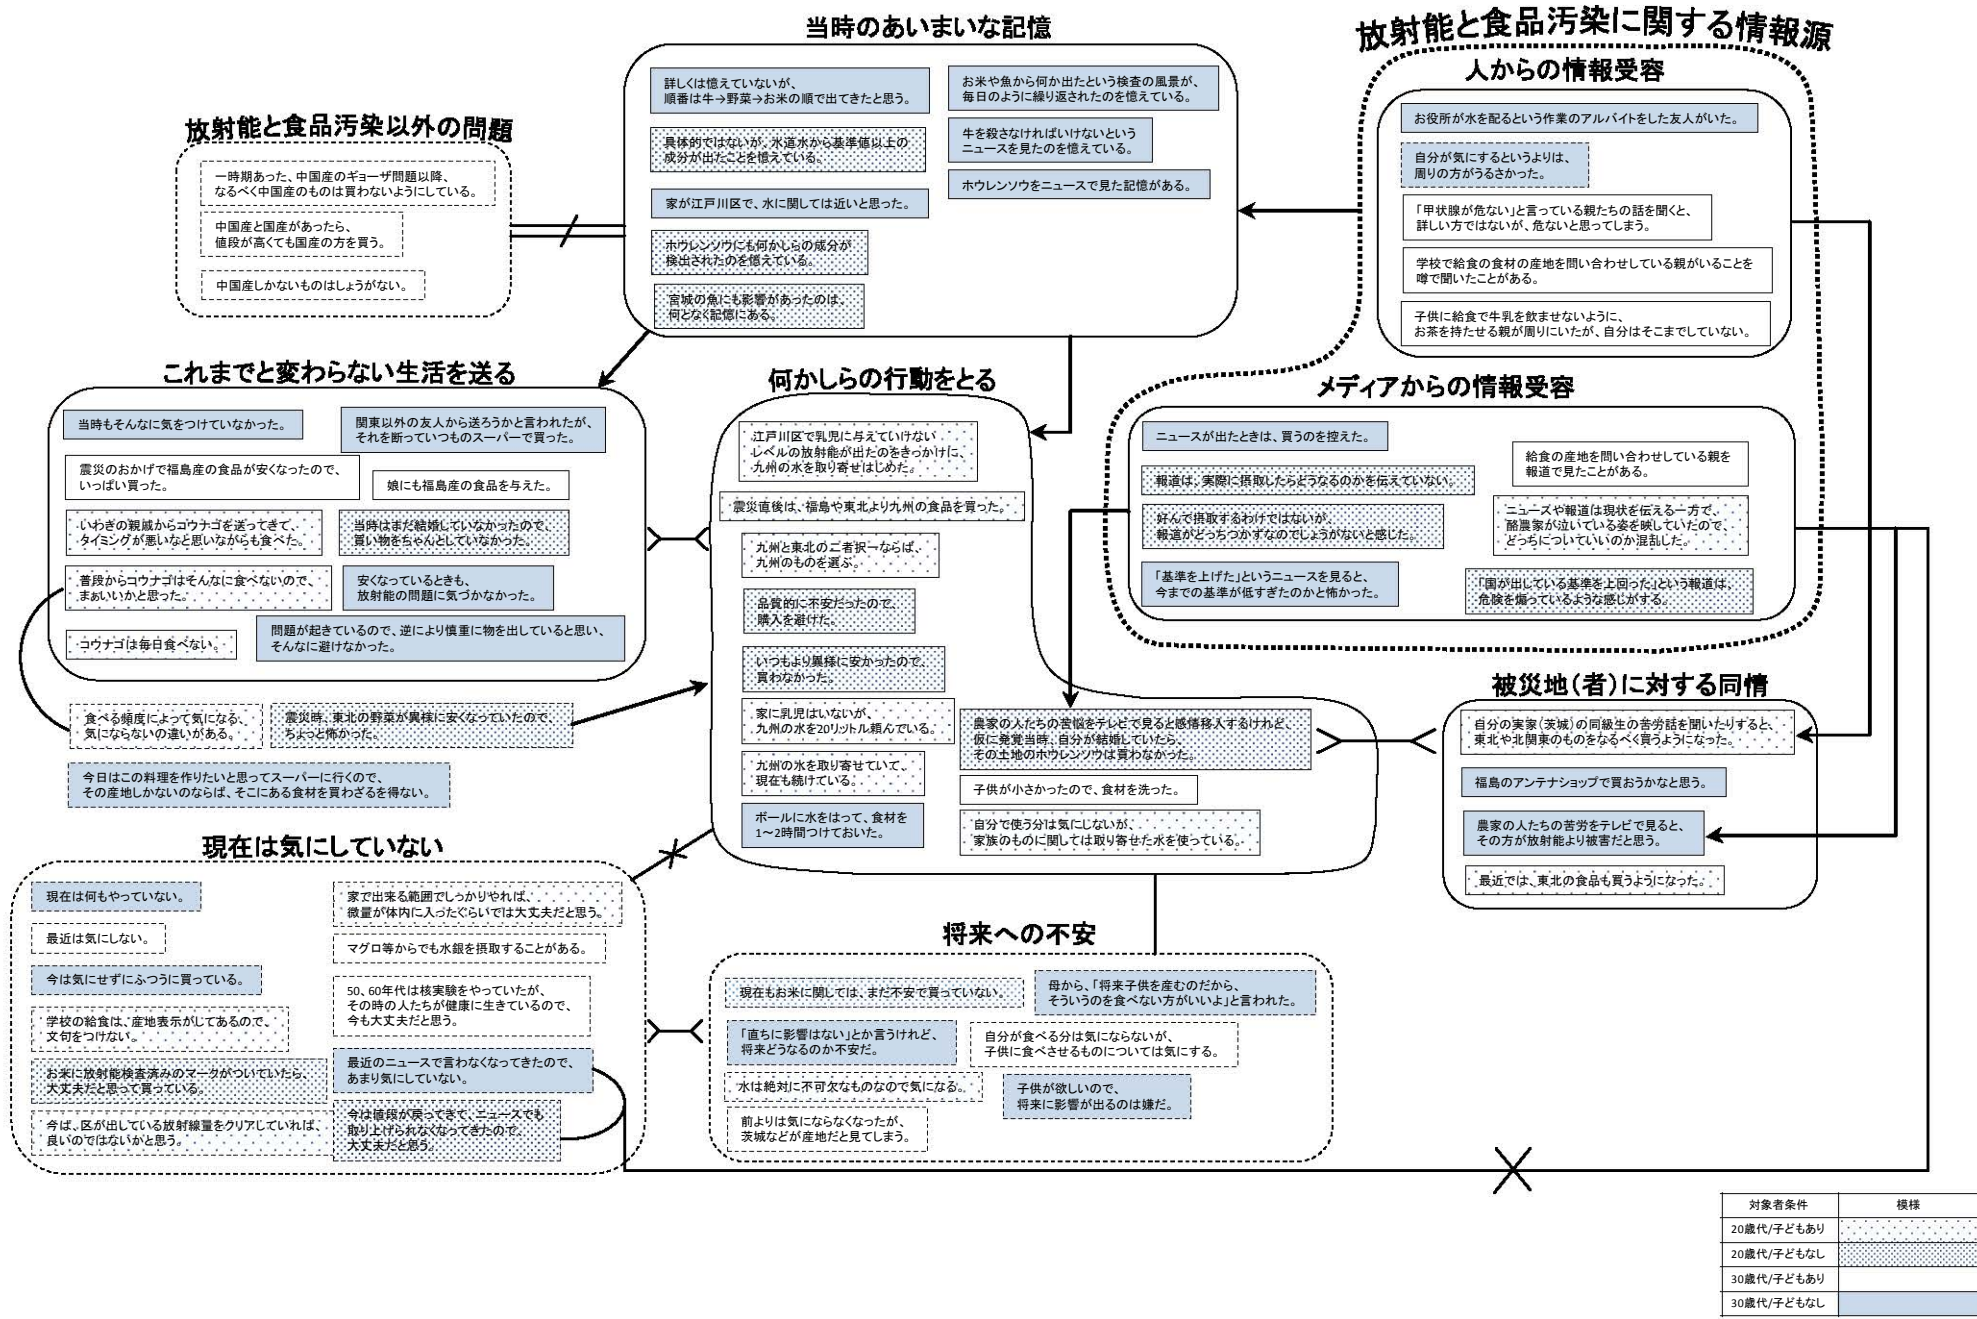 当時のあいまいな記憶
詳しくは憶えていないが、
順番は牛→野菜→お米の順で出てきたと思う。
お米や魚から何か出たという検査の風景が、
毎日のように繰り返されたのを憶えている。
具体的ではないが、水道水から基準値以上の
成分が出たことを憶えている。
牛を殺さなければいけないという
ニュースを見たのを憶えている。
家が江戸川区で、水に関しては近いと思った。
ホウレンソウをニュースで見た記憶がある。
ホウレンソウにも何かしらの成分が
検出されたのを憶えている。
宮城の魚にも影響があったのは、
何となく記憶にある。
放射能と食品汚染以外の問題
一時期あった、中国産のギョーザ問題以降、
なるべく中国産のものは買わないようにしている。
中国産と国産があったら、
値段が高くても国産の方を買う。
中国産しかないものはしょうがない。
放射能と食品汚染に関する情報源
人からの情報受容
お役所が水を配るという作業のアルバイトをした友人がいた。
自分が気にするというよりは、
周りの方がうるさかった。
「甲状腺が危ない」と言っている親たちの話を聞くと、
詳しい方ではないが、危ないと思ってしまう。
学校で給食の食材の産地を問い合わせしている親がいることを
噂で聞いたことがある。
子供に給食で牛乳を飲ませないように、
お茶を持たせる親が周りにいたが、自分はそこまでしていない。
メディアからの情報受容
ニュースが出たときは、買うのを控えた。
給食の産地を問い合わせしている親を
報道で見たことがある。
報道は、実際に摂取したらどうなるのかを伝えていない。
好んで摂取するわけではないが、
報道がどっちつかずなのでしょうがないと感じた。
ニュースや報道は現状を伝える一方で、
酪農家が泣いている姿を映していたので、
どっちについていいのか混乱した。
「基準を上げた」というニュースを見ると、
今までの基準が低すぎたのかと怖かった。
「国が出している基準を上回った」という報道は、
危険を煽っているような感じがする。
これまでと変わらない生活を送る
当時もそんなに気をつけていなかった。
関東以外の友人から送ろうかと言われたが、
それを断っていつものスーパーで買った。
震災のおかげで福島産の食品が安くなったので、
いっぱい買った。
娘にも福島産の食品を与えた。
いわきの親戚からコウナゴを送ってきて、
タイミングが悪いなと思いながらも食べた。
当時はまだ結婚していなかったので、
買い物をちゃんとしていなかった。
普段からコウナゴはそんなに食べないので、
まぁいいかと思った。
安くなっているときも、
放射能の問題に気づかなかった。
コウナゴは毎日食べない。
問題が起きているので、逆により慎重に物を出していると思い、
そんなに避けなかった。
食べる頻度によって気になる、
気にならないの違いがある。
震災時、東北の野菜が異様に安くなっていたので、
ちょっと怖かった。
今日はこの料理を作りたいと思ってスーパーに行くので、
その産地しかないのならば、そこにある食材を買わざるを得ない。
何かしらの行動をとる
江戸川区で乳児に与えていけない
レベルの放射能が出たのをきっかけに、
九州の水を取り寄せはじめた。
震災直後は、福島や東北より九州の食品を買った。
九州と東北の二者択一ならば、
九州のものを選ぶ。
品質的に不安だったので、
購入を避けた。
いつもより異様に安かったので、
買わなかった。
家に乳児はいないが、
九州の水を20リットル頼んでいる。
九州の水を取り寄せていて、
現在も続けている。
ボールに水をはって、食材を
1～2時間つけておいた。
農家の人たちの苦悩をテレビで見ると感情移入するけれど、
仮に発覚当時、自分が結婚していたら、
その土地のホウレンソウは買わなかった。
子供が小さかったので、食材を洗った。
自分で使う分は気にしないが、
家族のものに関しては取り寄せた水を使っている。
被災地（者）に対する同情
自分の実家（茨城）の同級生の苦労話を聞いたりすると、
東北や北関東のものをなるべく買うようになった。
福島のアンテナショップで買おうかなと思う。
農家の人たちの苦労をテレビで見ると、
その方が放射能より被害だと思う。
最近では、東北の食品も買うようになった。
現在は気にしていない
現在は何もやっていない。
家で出来る範囲でしっかりやれば、
微量が体内に入ったぐらいでは大丈夫だと思う。
最近は気にしない。
マグロ等からでも水銀を摂取することがある。
今は気にせずにふつうに買っている。
50、60年代は核実験をやっていたが、
その時の人たちが健康に生きているので、
今も大丈夫だと思う。
学校の給食は、産地表示がしてあるので、
文句をつけない。
お米に放射能検査済みのマークがついていたら、
大丈夫だと思って買っている。
最近のニュースで言わなくなってきたので、
あまり気にしていない。
今は、区が出している放射線量をクリアしていれば、
良いのではないかと思う。
今は値段が戻ってきて、ニュースでも
取り上げられなくなってきたので、
大丈夫だと思う。
将来への不安
現在もお米に関しては、まだ不安で買っていない。
母から、「将来子供を産むのだから、
そういうのを食べない方がいいよ」と言われた。
「直ちに影響はない」とか言うけれど、
将来どうなるのか不安だ。
自分が食べる分は気にならないが、
子供に食べさせるものについては気にする。
水は絶対に不可欠なものなので気になる。
子供が欲しいので、
将来に影響が出るのは嫌だ。
前よりは気にならなくなったが、
茨城などが産地だと見てしまう。
対象者条件 模様
20歳代/子どもあり
20歳代/子どもなし
30歳代/子どもあり
30歳代/子どもなし